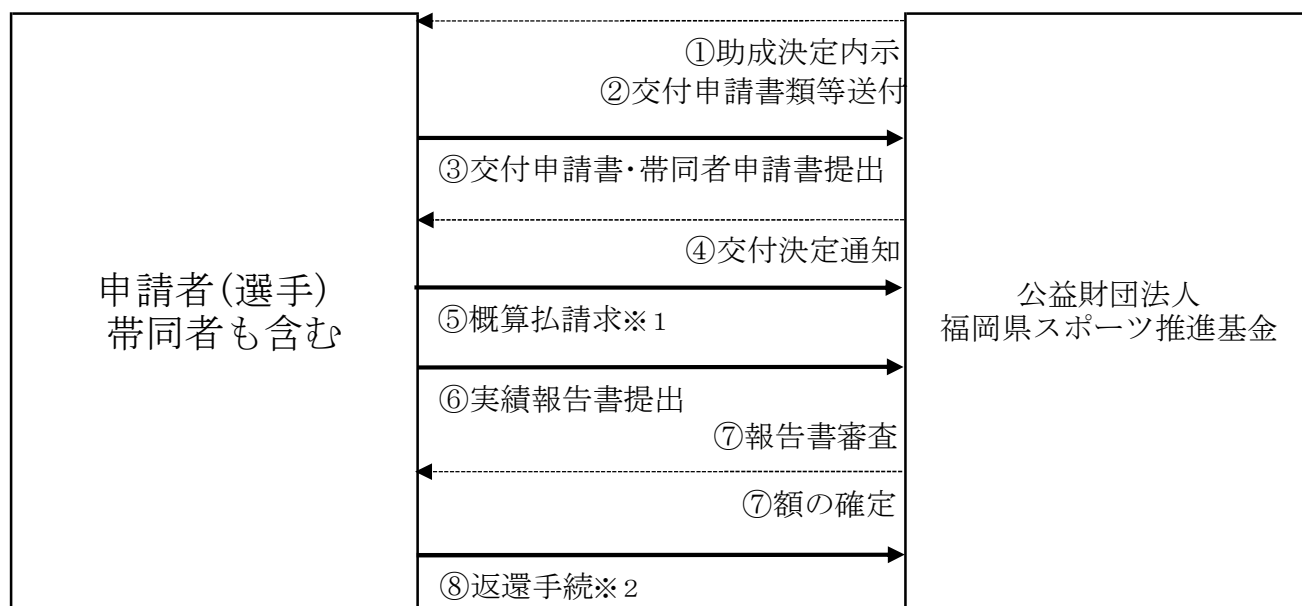 ①助成決定内示
②交付申請書類等送付
③交付申請書・帯同者申請書提出
④交付決定通知
申請者(選手)
帯同者も含む
⑤概算払請求※1
公益財団法人
福岡県スポーツ推進基金
⑥実績報告書提出
⑦報告書審査
⑦額の確定
⑧返還手続※2